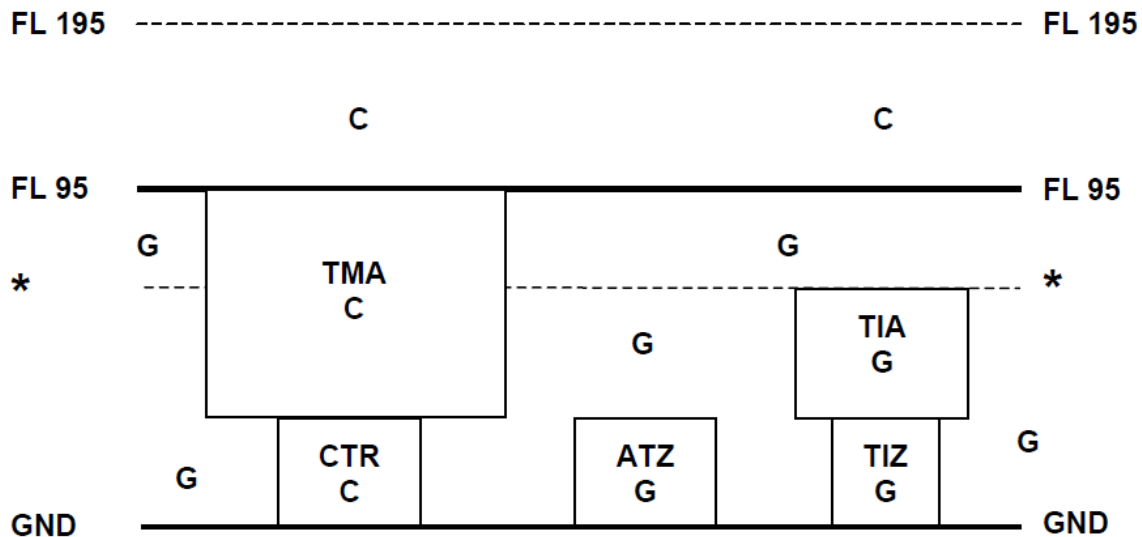 FL 195 FL 195
C C
FL 95 FL 95
G G
TMA
C
* *
TIA
G
G
G
CTR
C
ATZ
G
TIZ
G
G
GND GND